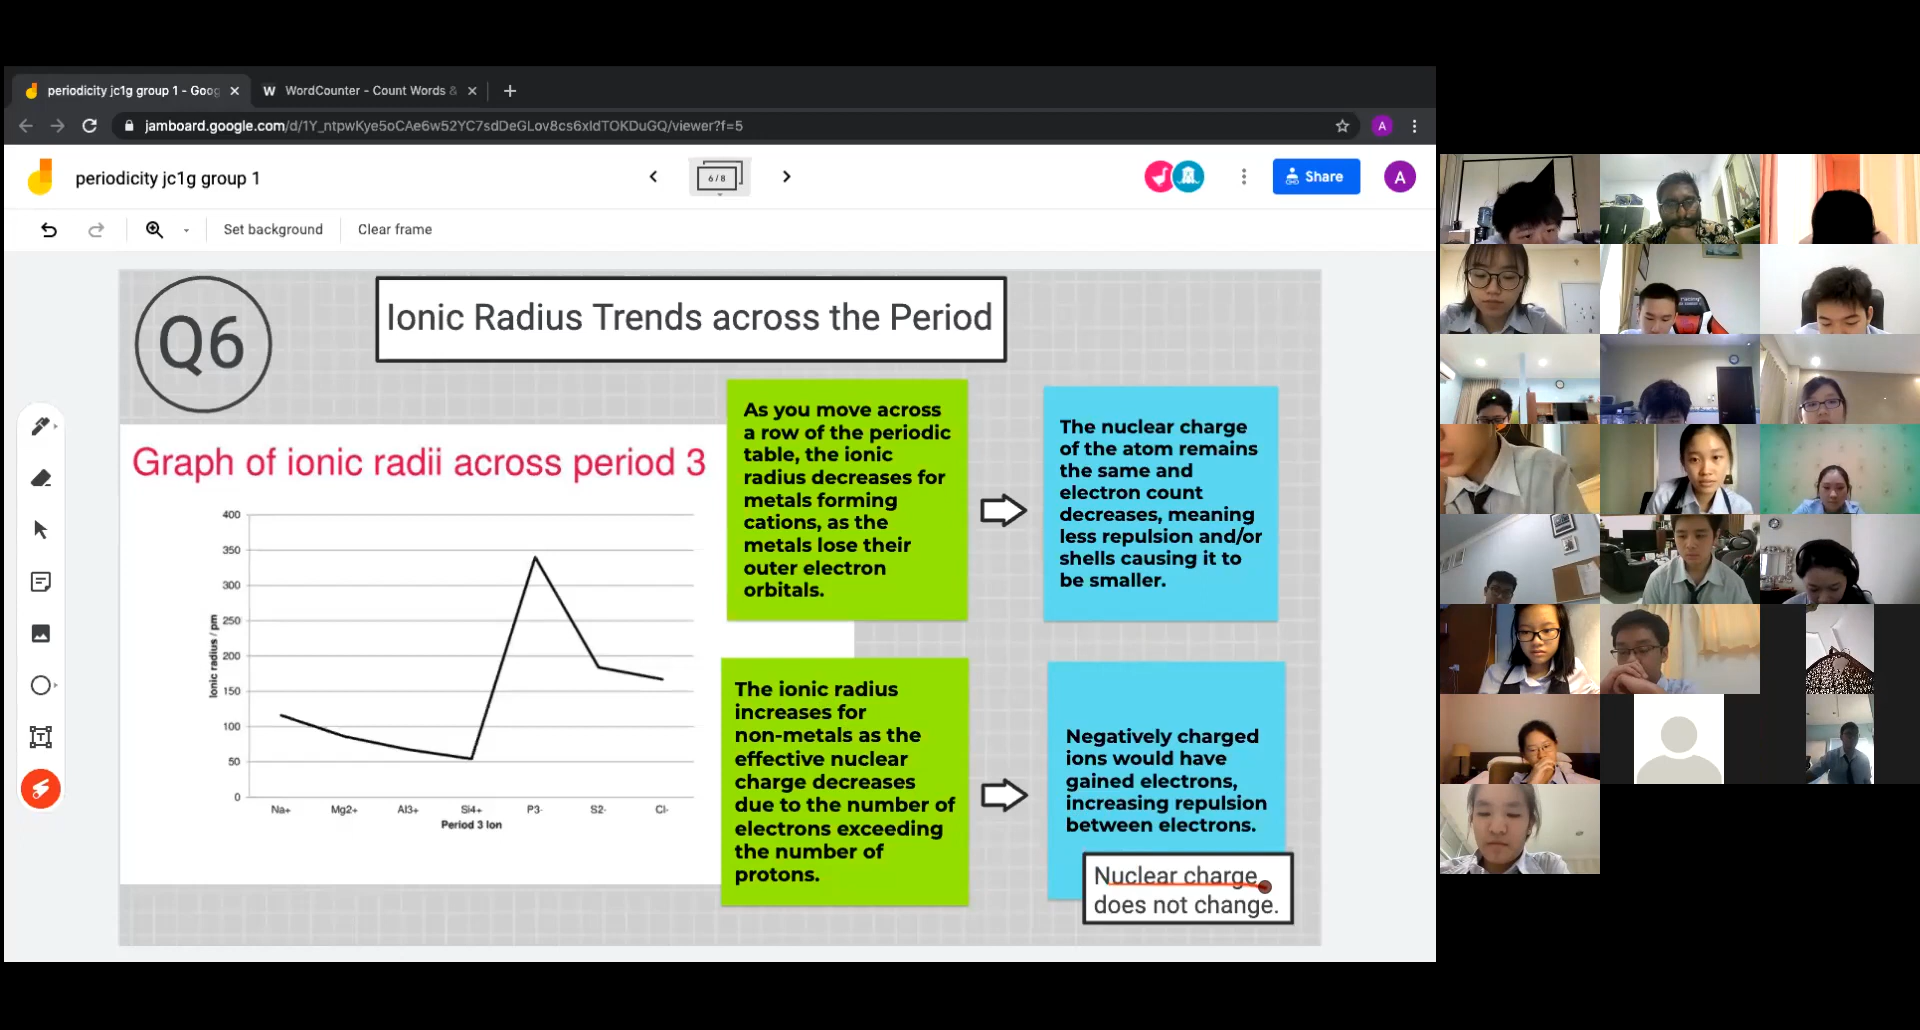 periodicity jc1g group 1 - Goog
WordCounter - Count Words &
jamboard.google.com/d/1Y_ntpwKye5oCAe6w52YC7sdDeGLov8cs6xIdTOKDuGQ/viewer?f=5
A
periodicity jc1g group 1
6 / 8
Share
A
Set background
Clear frame
Q6
Ionic Radius Trends across the Period
Graph of ionic radii across period 3
400
350
300
250
200
150
100
50
0
Ionic radius / pm
Na+ Mg2+ Al3+ Si4+ P3- S2- Cl-
Period 3 Ion
As you move across
a row of the periodic
table, the ionic
radius decreases for
metals forming
cations, as the
metals lose their
outer electron
orbitals.
The nuclear charge
of the atom remains
the same and
electron count
decreases, meaning
less repulsion and/or
shells causing it to
be smaller.
The ionic radius
increases for
non-metals as the
effective nuclear
charge decreases
due to the number of
electrons exceeding
the number of
protons.
Negatively charged
ions would have
gained electrons,
increasing repulsion
between electrons.
Nuclear charge
does not change.